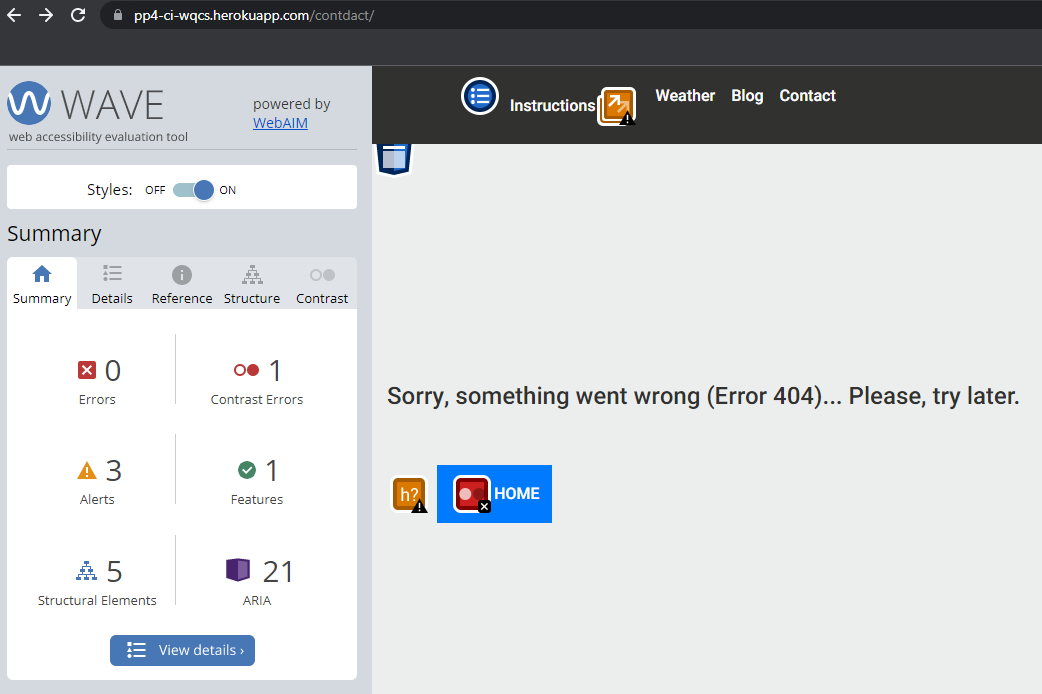 pp4-ci-wqcs.herokuapp.com/contdact/
WAVE
web accessibility evaluation tool
powered by
WebAIM
Styles: OFF ON
Summary
Summary Details Reference Structure Contrast
0
Errors
1
Contrast Errors
3
Alerts
1
Features
5
Structural Elements
21
ARIA
View details ›
Instructions Weather Blog Contact
Sorry, something went wrong (Error 404)... Please, try later.
h? HOME